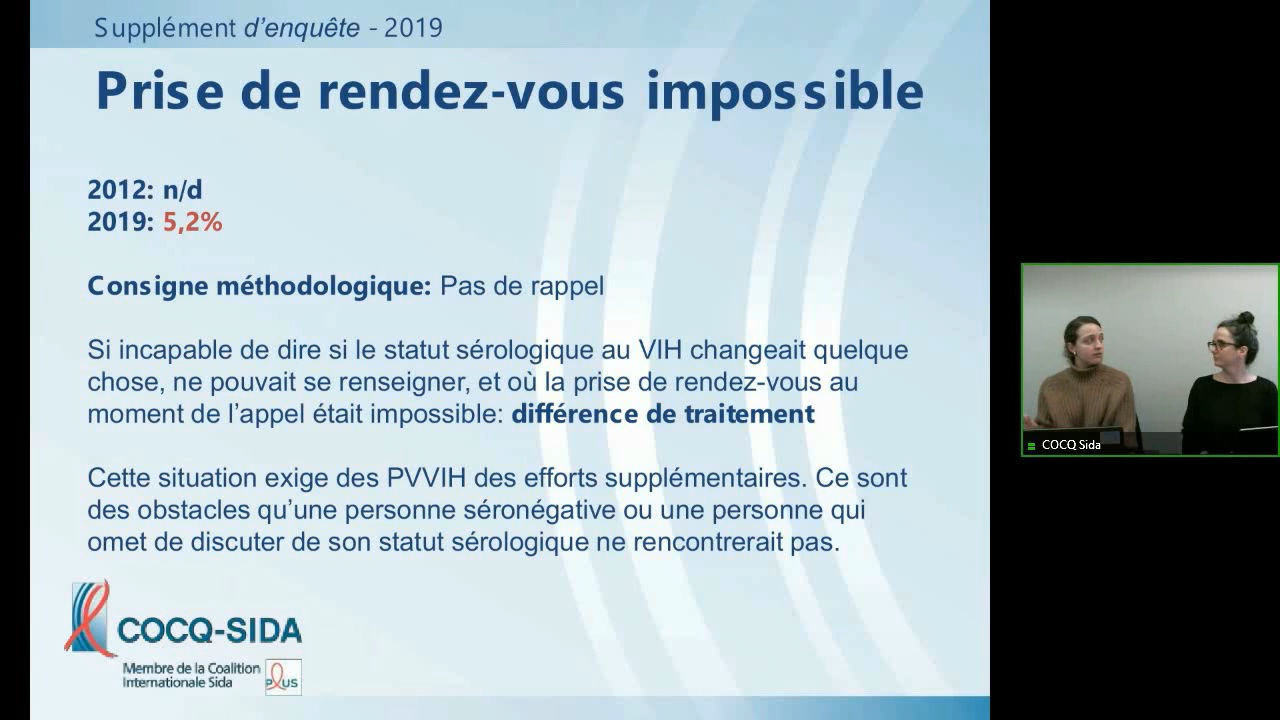 Supplément d'enquête - 2019
Prise de rendez-vous impossible
2012: n/d
2019: 5,2%
Consigne méthodologique: Pas de rappel
Si incapable de dire si le statut sérologique au VIH changeait quelque
chose, ne pouvait se renseigner, et où la prise de rendez-vous au
moment de l'appel était impossible: différence de traitement
Cette situation exige des PVVIH des efforts supplémentaires. Ce sont
des obstacles qu'une personne séronégative ou une personne qui
omet de discuter de son statut sérologique ne rencontrerait pas.
COCQ-SIDA
Membre de la Coalition
Internationale Sida
PLUS
COCQ Sida